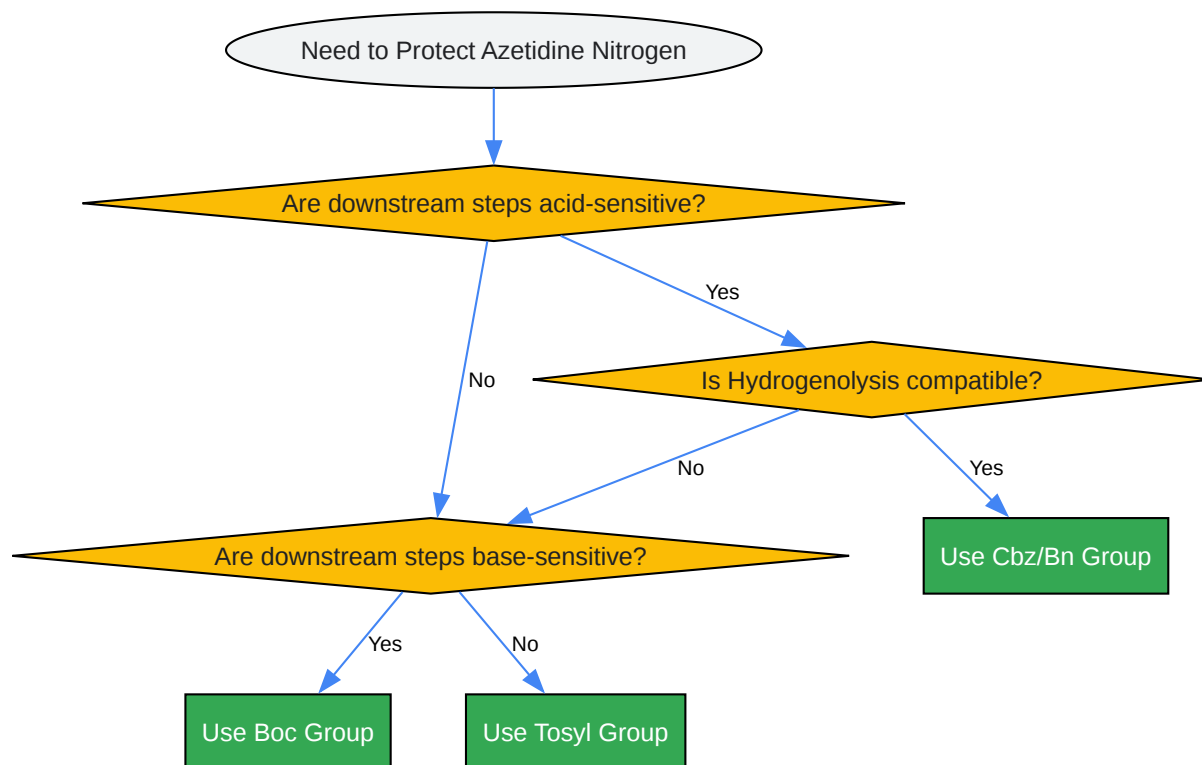 Need to Protect Azetidine Nitrogen
Are downstream steps acid-sensitive?
Yes
Is Hydrogenolysis compatible?
No
No
Yes
Are downstream steps base-sensitive?
Use Cbz/Bn Group
Yes
No
Use Boc Group
Use Tosyl Group